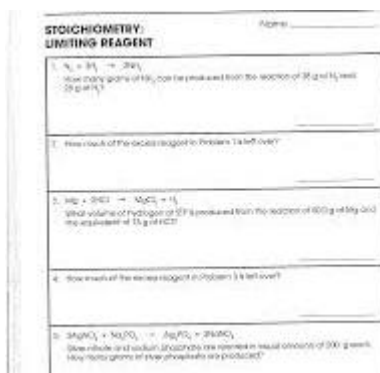 STOICHIOMETRY:
Name
LIMITING REAGENT
1. N₂ + 3H₂ → 2NH₃
How many grams of NH₃ can be produced from the reaction of 28 g of N₂ and
25 g of H₂?
2. How much of the excess reagent in Problem 1 is left over?
3. Mg + 2HCl → MgCl₂ + H₂
What volume of hydrogen at STP is produced from the reaction of 50.0 g of Mg and
the equivalent of 75 g of HCl?
4. How much of the excess reagent in Problem 3 is left over?
5. 3AgNO₃ + Na₃PO₄ → Ag₃PO₄ + 3NaNO₃
Silver nitrate and sodium phosphate are reacted in equal amounts of 200. g each.
How many grams of silver phosphate are produced?